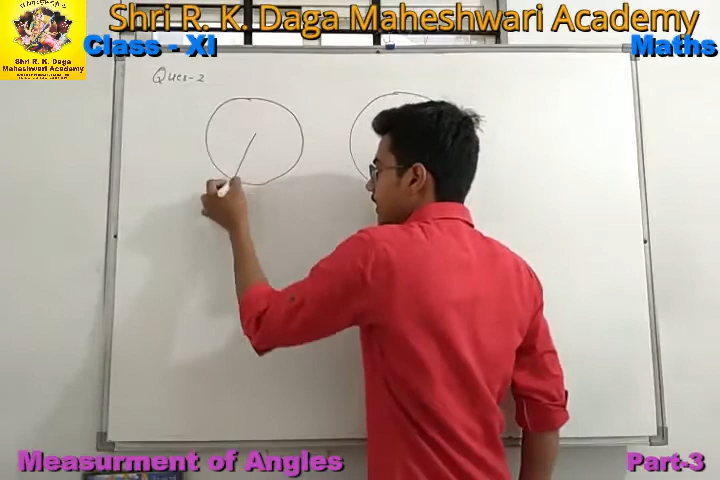 Shri R. K. Daga Maheshwari Academy
Class - XI
Maths
Shri R. K. Daga
Maheshwari Academy
Ques-2
Measurment of Angles
Part-3